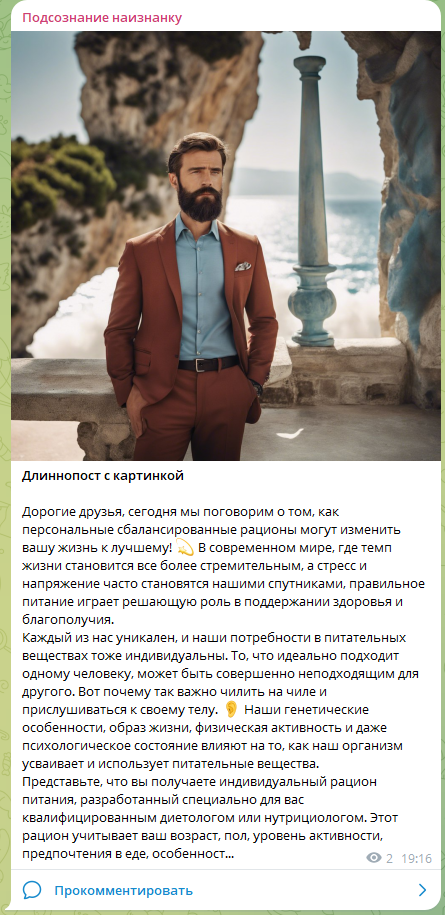 Подсознание наизнанку
Длиннопост с картинкой
Дорогие друзья, сегодня мы поговорим о том, как
персональные сбалансированные рационы могут изменить
вашу жизнь к лучшему! 💫 В современном мире, где темп
жизни становится все более стремительным, а стресс и
напряжение часто становятся нашими спутниками, правильное
питание играет решающую роль в поддержании здоровья и
благополучия.
Каждый из нас уникален, и наши потребности в питательных
веществах тоже индивидуальны. То, что идеально подходит
одному человеку, может быть совершенно неподходящим для
другого. Вот почему так важно чилить на чиле и
прислушиваться к своему телу. 👂 Наши генетические
особенности, образ жизни, физическая активность и даже
психологическое состояние влияют на то, как наш организм
усваивает и использует питательные вещества.
Представьте, что вы получаете индивидуальный рацион
питания, разработанный специально для вас
квалифицированным диетологом или нутрициологом. Этот
рацион учитывает ваш возраст, пол, уровень активности,
предпочтения в еде, особенност...
2 19:16
Прокомментировать